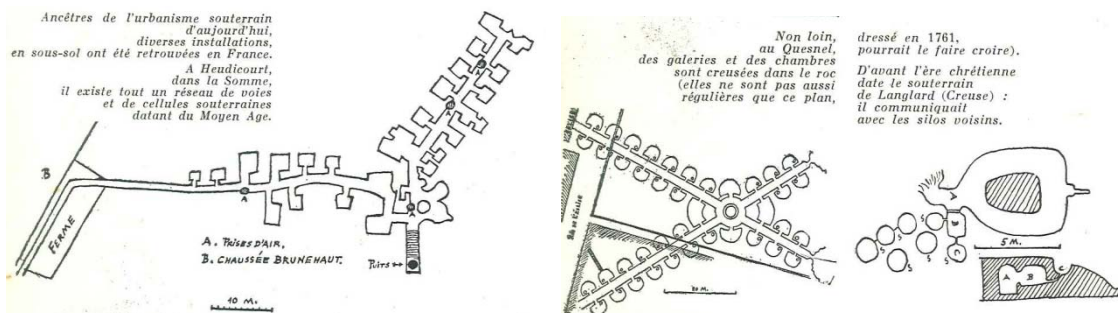 Ancêtres de l'urbanisme souterrain
d'aujourd'hui,
diverses installations,
en sous-sol ont été retrouvées en France.
A Heudicourt,
dans la Somme,
il existe tout un réseau de voies
et de cellules souterraines
datant du Moyen Age.
B
FERME
A
A
A
A
A. PRISES D'AIR,
B. CHAUSSÉE BRUNEHAUT.
PUITS
10 M.
Non loin,
au Quesnel,
des galeries et des chambres
sont creusées dans le roc
(elles ne sont pas aussi
régulières que ce plan,
dressé en 1761,
pourrait le faire croire).
D'avant l'ère chrétienne
date le souterrain
de Langlard (Creuse) :
il communiquait
avec les silos voisins.
A
B
C
S
S
S
S
S
S
5 M.
A
B
C